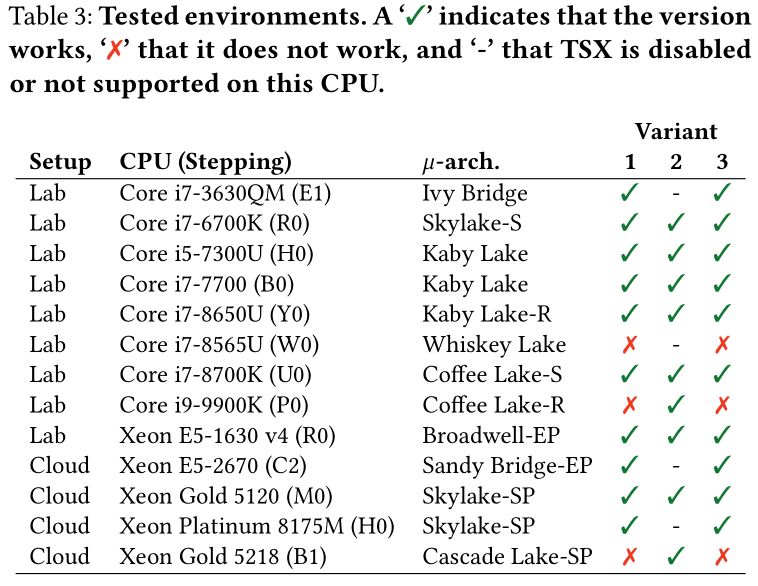 Table 3: Tested environments. A ‘✓’ indicates that the version
works, ‘✗’ that it does not work, and ‘-’ that TSX is disabled
or not supported on this CPU.
Variant
Setup CPU (Stepping) μ-arch. 1 2 3
Lab Core i7-3630QM (E1) Ivy Bridge ✓ - ✓
Lab Core i7-6700K (R0) Skylake-S ✓ ✓ ✓
Lab Core i5-7300U (H0) Kaby Lake ✓ ✓ ✓
Lab Core i7-7700 (B0) Kaby Lake ✓ ✓ ✓
Lab Core i7-8650U (Y0) Kaby Lake-R ✓ ✓ ✓
Lab Core i7-8565U (W0) Whiskey Lake ✗ - ✗
Lab Core i7-8700K (U0) Coffee Lake-S ✓ ✓ ✓
Lab Core i9-9900K (P0) Coffee Lake-R ✗ ✓ ✗
Lab Xeon E5-1630 v4 (R0) Broadwell-EP ✓ ✓ ✓
Cloud Xeon E5-2670 (C2) Sandy Bridge-EP ✓ - ✓
Cloud Xeon Gold 5120 (M0) Skylake-SP ✓ ✓ ✓
Cloud Xeon Platinum 8175M (H0) Skylake-SP ✓ - ✓
Cloud Xeon Gold 5218 (B1) Cascade Lake-SP ✗ ✓ ✗